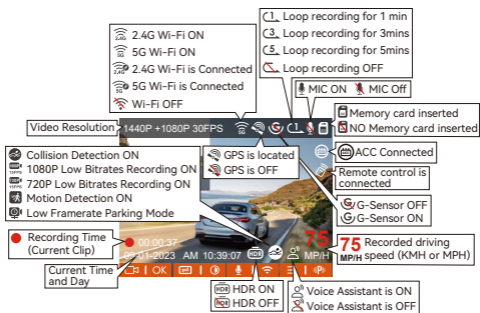 2.4G Wi-Fi ON
5G Wi-Fi ON
2.4G Wi-Fi is Connected
5G Wi-Fi is Connected
Wi-Fi OFF
Loop recording for 1 min
Loop recording for 3mins
Loop recording for 5mins
Loop recording OFF
MIC ON
MIC Off
Memory card inserted
NO Memory card inserted
Video Resolution
1440P +1080P 30FPS
GPS is located
GPS is OFF
ACC Connected
Remote control is
connected
G-Sensor OFF
G-Sensor ON
Collision Detection ON
1080P Low Bitrates Recording ON
720P Low Bitrates Recording ON
Motion Detection ON
Low Framerate Parking Mode
Recording Time
(Current Clip)
00:00:37
Current Time
and Day
-2023 AM 10:39:07
HDR
75
MP/H
75
MP/H
Recorded driving
speed (KMH or MPH)
OK
HDR ON
HDR OFF
Voice Assistant is ON
Voice Assistant is OFF